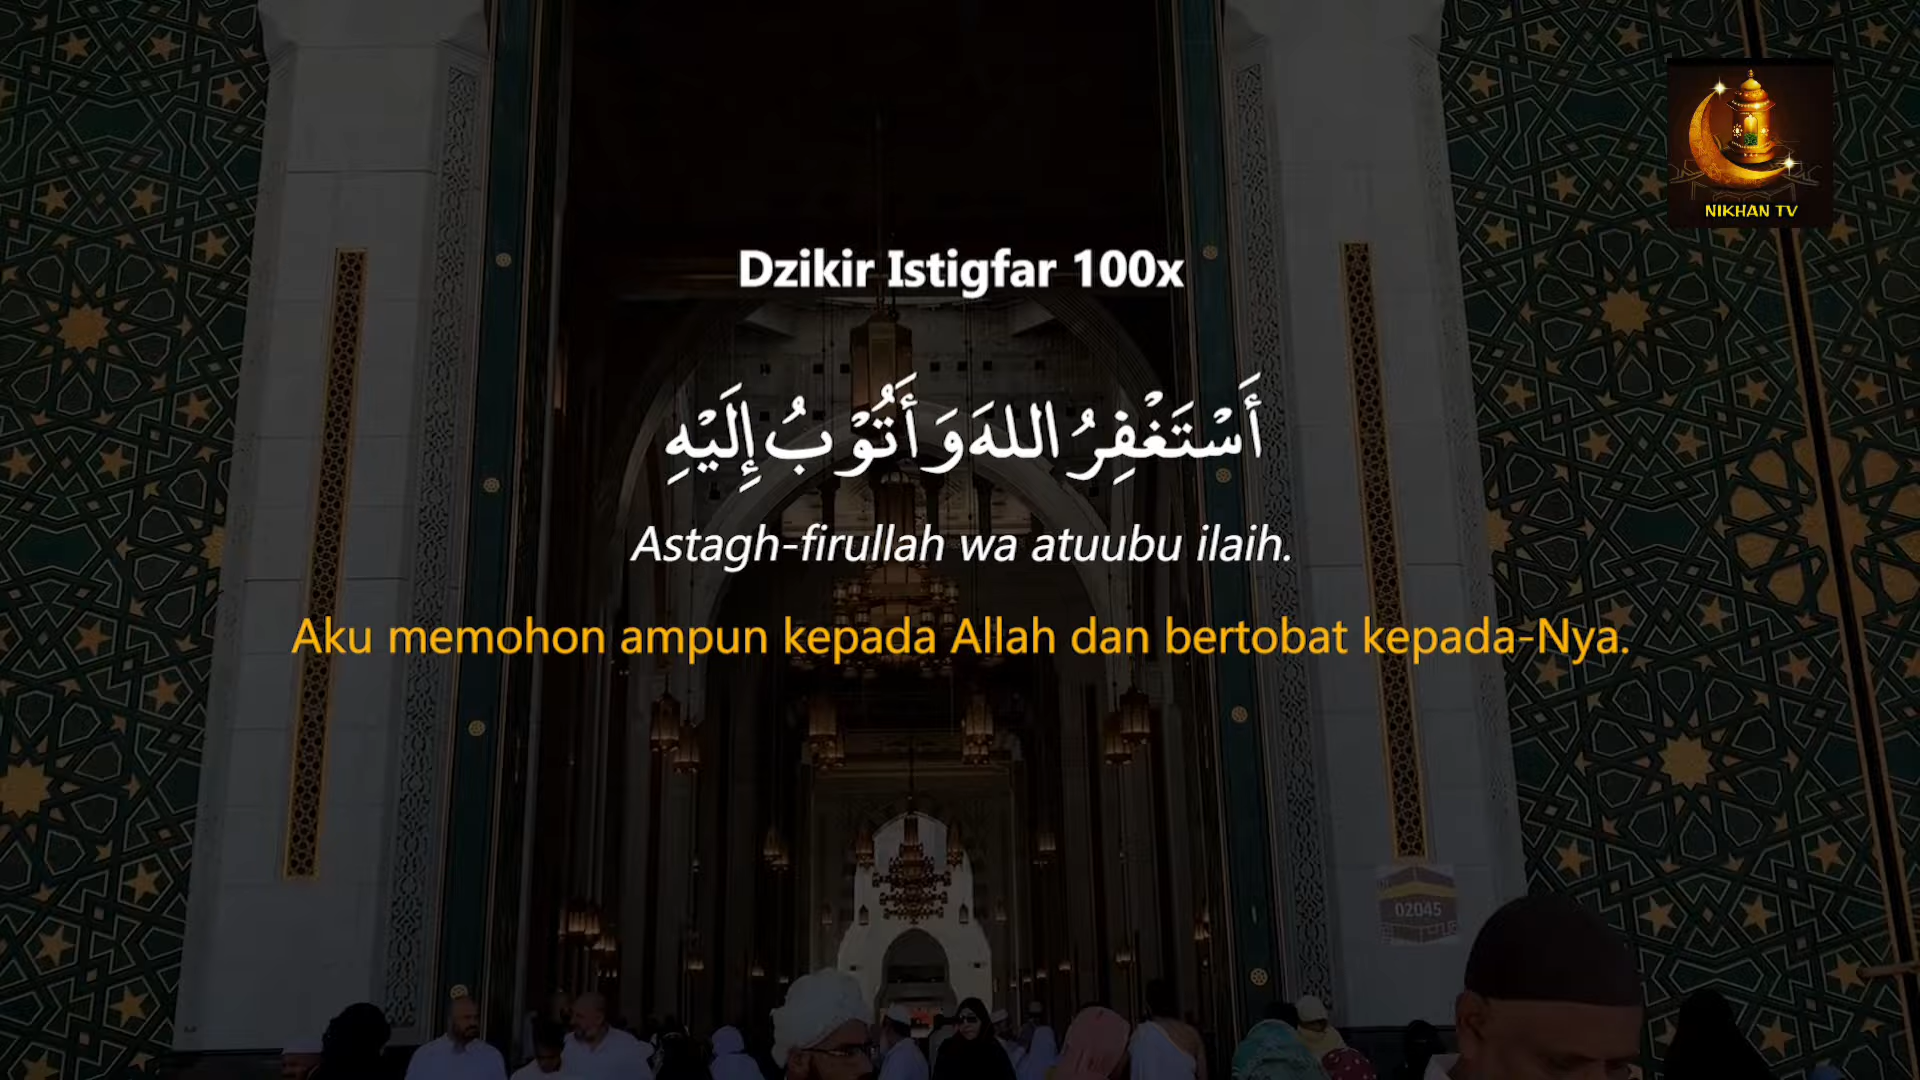 NIKHAN TV
Dzikir Istigfar 100x
أَسْتَغْفِرُ اللهَ وَأَتُوْبُ إِلَيْهِ
Astagh-firullah wa atuubu ilaih.
Aku memohon ampun kepada Allah dan bertobat kepada-Nya.
02045